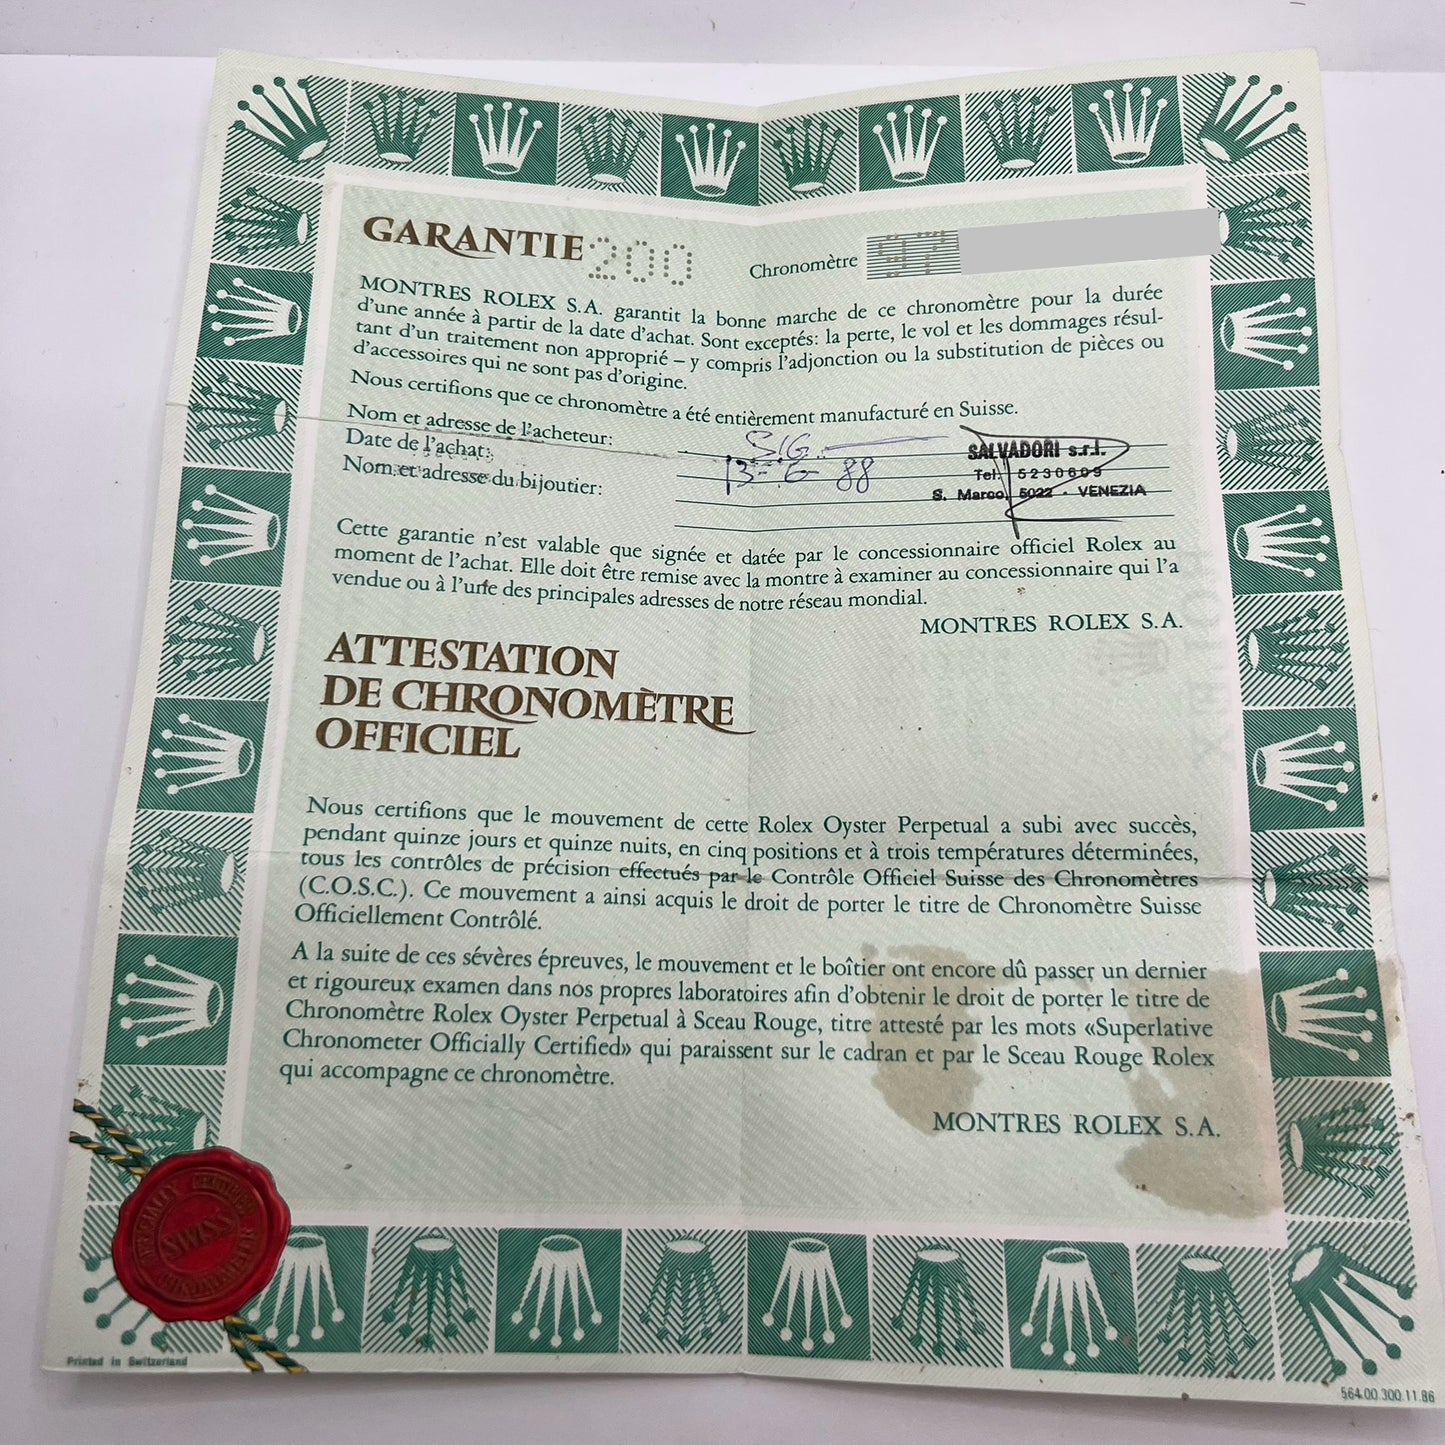 GARANTIE 200
Chronomètre
MONTRES ROLEX S.A. garantit la bonne marche de ce chronomètre pour la durée
d'une année à partir de la date d'achat. Sont exceptés: la perte, le vol et les dommages résul-
tant d'un traitement non approprié – y compris l'adjonction ou la substitution de pièces ou
d'accessoires qui ne sont pas d'origine.
Nous certifions que ce chronomètre a été entièrement manufacturé en Suisse.
Nom et adresse de l'acheteur: SIG.
Date de l'achat: 13-6-88
Nom et adresse du bijoutier:
SALVADORI s.r.l.
Tel. 5230609
S. Marco, 5022 - VENEZIA
Cette garantie n'est valable que signée et datée par le concessionnaire officiel Rolex au
moment de l'achat. Elle doit être remise avec la montre à examiner au concessionnaire qui l'a
vendue ou à l'une des principales adresses de notre réseau mondial.
MONTRES ROLEX S.A.
ATTESTATION
DE CHRONOMÈTRE
OFFICIEL
Nous certifions que le mouvement de cette Rolex Oyster Perpetual a subi avec succès,
pendant quinze jours et quinze nuits, en cinq positions et à trois températures déterminées,
tous les contrôles de précision effectués par le Contrôle Officiel Suisse des Chronomètres
(C.O.S.C.). Ce mouvement a ainsi acquis le droit de porter le titre de Chronomètre Suisse
Officiellement Contrôlé.
A la suite de ces sévères épreuves, le mouvement et le boîtier ont encore dû passer un dernier
et rigoureux examen dans nos propres laboratoires afin d'obtenir le droit de porter le titre de
Chronomètre Rolex Oyster Perpetual à Sceau Rouge, titre attesté par les mots «Superlative
Chronometer Officially Certified» qui paraissent sur le cadran et par le Sceau Rouge Rolex
qui accompagne ce chronomètre.
MONTRES ROLEX S.A.
OFFICIALLY CERTIFIED
SWISS
CHRONOMETER
Printed in Switzerland
564.00.300.11.86